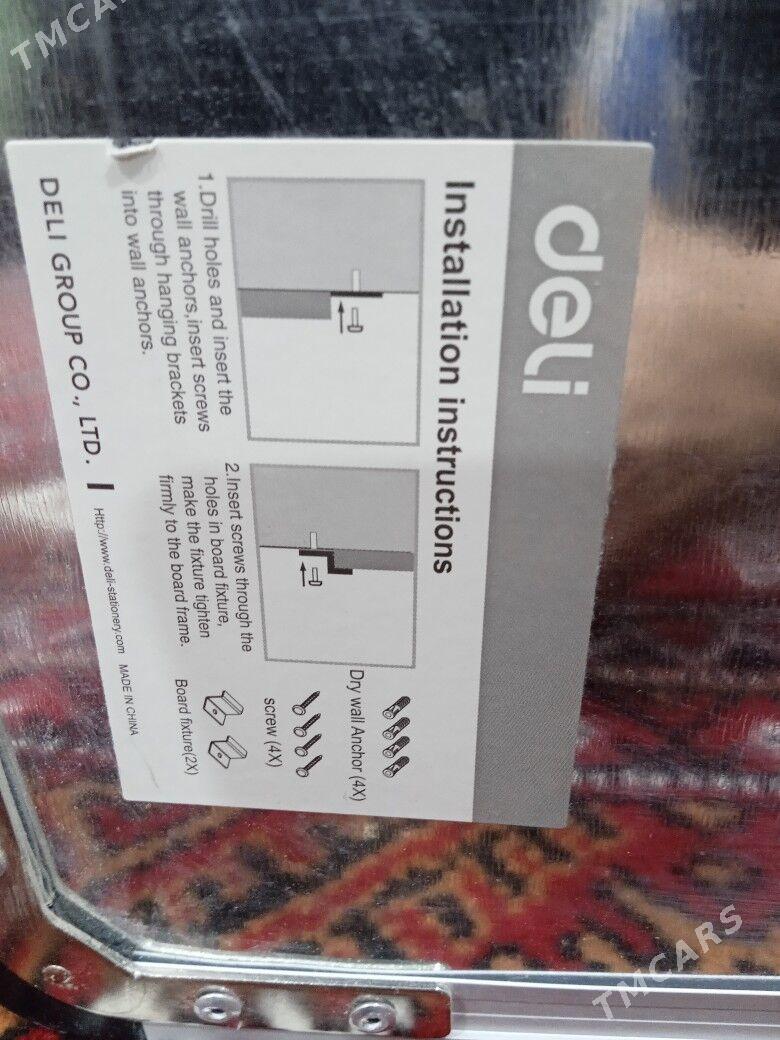 deli
Installation instructions
1.Drill holes and insert the
wall anchors,insert screws
through hanging brackets
into wall anchors.
2.Insert screws through the
holes in board fixture,
make the fixture tighten
firmly to the board frame.
Dry wall Anchor (4X)
screw (4X)
Board fixture(2X)
DELI GROUP CO., LTD.
Http://www.deli-stationery.com MADE IN CHINA
TMCARS
TMCARS